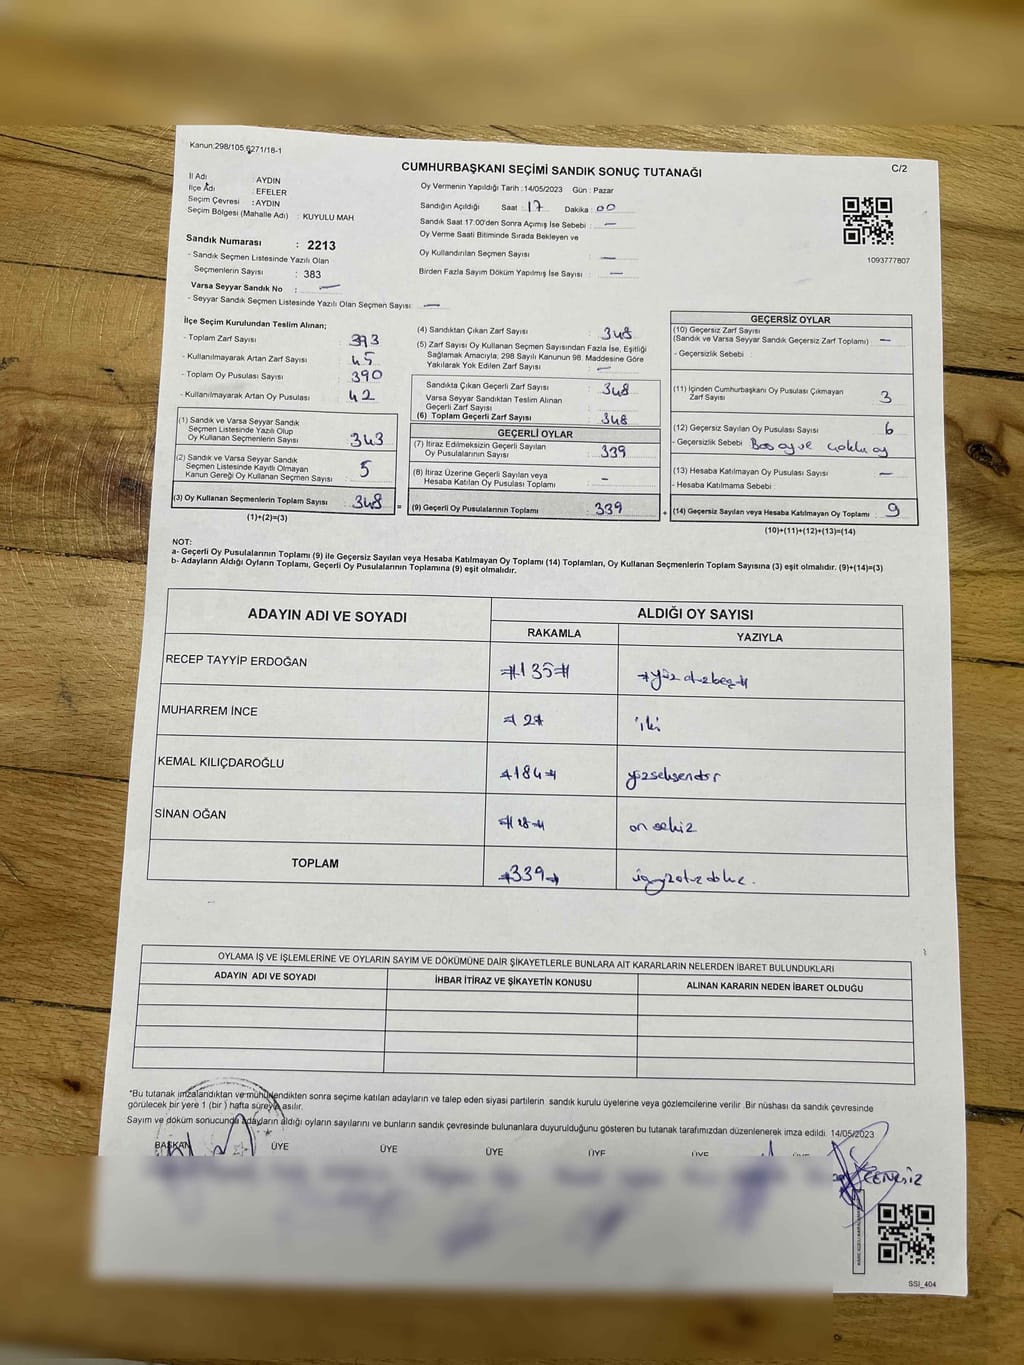 Kanun.298/105,6271/18-1
C/2
CUMHURBAŞKANI SEÇİMİ SANDIK SONUÇ TUTANAĞI
İl Adı : AYDIN
İlçe Adı : EFELER
Seçim Çevresi : AYDIN
Seçim Bölgesi (Mahalle Adı) : KUYULU MAH
Sandık Numarası : 2213
- Sandık Seçmen Listesinde Yazılı Olan
Seçmenlerin Sayısı : 383
Varsa Seyyar Sandık No : —
- Seyyar Sandık Seçmen Listesinde Yazılı Olan Seçmen Sayısı: —
Oy Vermenin Yapıldığı Tarih :14/05/2023 Gün : Pazar
Sandığın Açıldığı Saat : 17 Dakika : 00
Sandık Saat 17:00'den Sonra Açımış İse Sebebi : —
Oy Verme Saati Bitiminde Sırada Bekleyen ve
Oy Kullandırılan Seçmen Sayısı : —
Birden Fazla Sayım Döküm Yapılmış İse Sayısı : —
1093777807
İlçe Seçim Kurulundan Teslim Alınan;
- Toplam Zarf Sayısı : 393
- Kullanılmayarak Artan Zarf Sayısı : 45
- Toplam Oy Pusulası Sayısı : 390
- Kullanılmayarak Artan Oy Pusulası : 42
(1) Sandık ve Varsa Seyyar Sandık
Seçmen Listesinde Yazılı Olup
Oy Kullanan Seçmenlerin Sayısı : 343
(2) Sandık ve Varsa Seyyar Sandık
Seçmen Listesinde Kayıtlı Olmayan
Kanun Gereği Oy Kullanan Seçmen Sayısı : 5
(3) Oy Kullanan Seçmenlerin Toplam Sayısı : 348
(1)+(2)=(3)
(4) Sandıktan Çıkan Zarf Sayısı : 348
(5) Zarf Sayısı Oy Kullanan Seçmen Sayısından Fazla İse, Eşitliği
Sağlamak Amacıyla, 298 Sayılı Kanunun 98. Maddesine Göre
Yakılarak Yok Edilen Zarf Sayısı : —
Sandıkta Çıkan Geçerli Zarf Sayısı : 348
Varsa Seyyar Sandıktan Teslim Alınan
Geçerli Zarf Sayısı :
(6) Toplam Geçerli Zarf Sayısı : 348
GEÇERLİ OYLAR
(7) İtiraz Edilmeksizin Geçerli Sayılan
Oy Pusulalarının Sayısı : 339
(8) İtiraz Üzerine Geçerli Sayılan veya
Hesaba Katılan Oy Pusulası Toplamı : -
= (9) Geçerli Oy Pusulalarının Toplamı : 339
GEÇERSİZ OYLAR
(10) Geçersiz Zarf Sayısı
(Sandık ve Varsa Seyyar Sandık Geçersiz Zarf Toplamı) : —
- Geçersizlik Sebebi :
(11) İçinden Cumhurbaşkanı Oy Pusulası Çıkmayan
Zarf Sayısı : 3
(12) Geçersiz Sayılan Oy Pusulası Sayısı : 6
- Geçersizlik Sebebi : Boş oy ve çoklu oy
(13) Hesaba Katılmayan Oy Pusulası Sayısı : —
- Hesaba Katılmama Sebebi :
+ (14) Geçersiz Sayılan veya Hesaba Katılmayan Oy Toplamı : 9
(10)+(11)+(12)+(13)=(14)
NOT:
a- Geçerli Oy Pusulalarının Toplamı (9) ile Geçersiz Sayılan veya Hesaba Katılmayan Oy Toplamı (14) Toplamları, Oy Kullanan Seçmenlerin Toplam Sayısına (3) eşit olmalıdır. (9)+(14)=(3)
b- Adayların Aldığı Oyların Toplamı, Geçerli Oy Pusulalarının Toplamına (9) eşit olmalıdır.
ADAYIN ADI VE SOYADI ALDIĞI OY SAYISI
RAKAMLA YAZIYLA
RECEP TAYYİP ERDOĞAN #135# #yüz otuzbeş#
MUHARREM İNCE #2# iki
KEMAL KILIÇDAROĞLU #184# yüzseksendört
SİNAN OĞAN #18# on sekiz
TOPLAM #339# üçyüzotuzdokuz.
OYLAMA İŞ VE İŞLEMLERİNE VE OYLARIN SAYIM VE DÖKÜMÜNE DAİR ŞİKAYETLERLE BUNLARA AİT KARARLARIN NELERDEN İBARET BULUNDUKLARI
ADAYIN ADI VE SOYADI İHBAR İTİRAZ VE ŞİKAYETİN KONUSU ALINAN KARARIN NEDEN İBARET OLDUĞU
*Bu tutanak imzalandıktan ve mühürlendikten sonra seçime katılan adayların ve talep eden siyasi partilerin sandık kurulu üyelerine veya gözlemcilerine verilir .Bir nüshası da sandık çevresinde
görülecek bir yere 1 (bir ) hafta süreyle asılır.
Sayım ve döküm sonucunda adayların aldığı oyların sayılarını ve bunların sandık çevresinde bulunanlara duyurulduğunu gösteren bu tutanak tarafımızdan düzenlenerek imza edildi. 14/05/2023
BAŞKAN ÜYE ÜYE ÜYE ÜYE ÜYE ÜYE
SSI_404